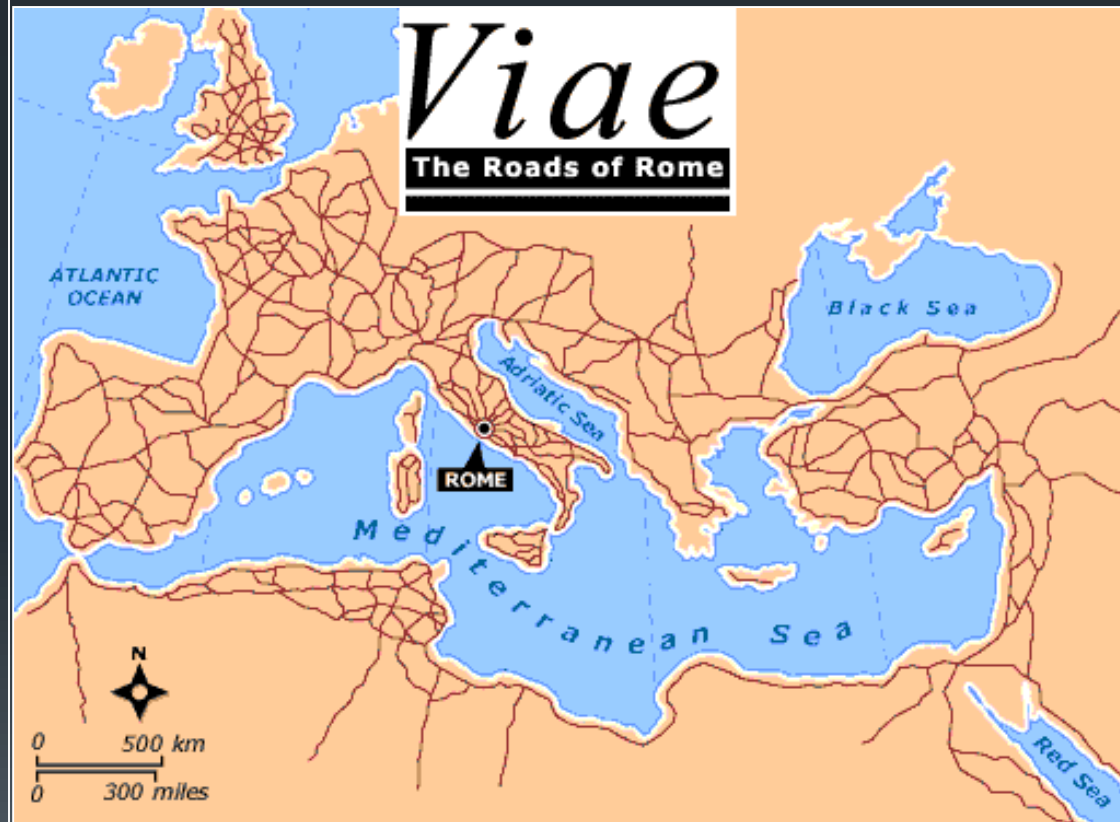 Viae
The Roads of Rome
ATLANTIC
OCEAN
Black Sea
Adriatic Sea
ROME
Mediterranean Sea
N
0 500 km
0 300 miles
Red Sea